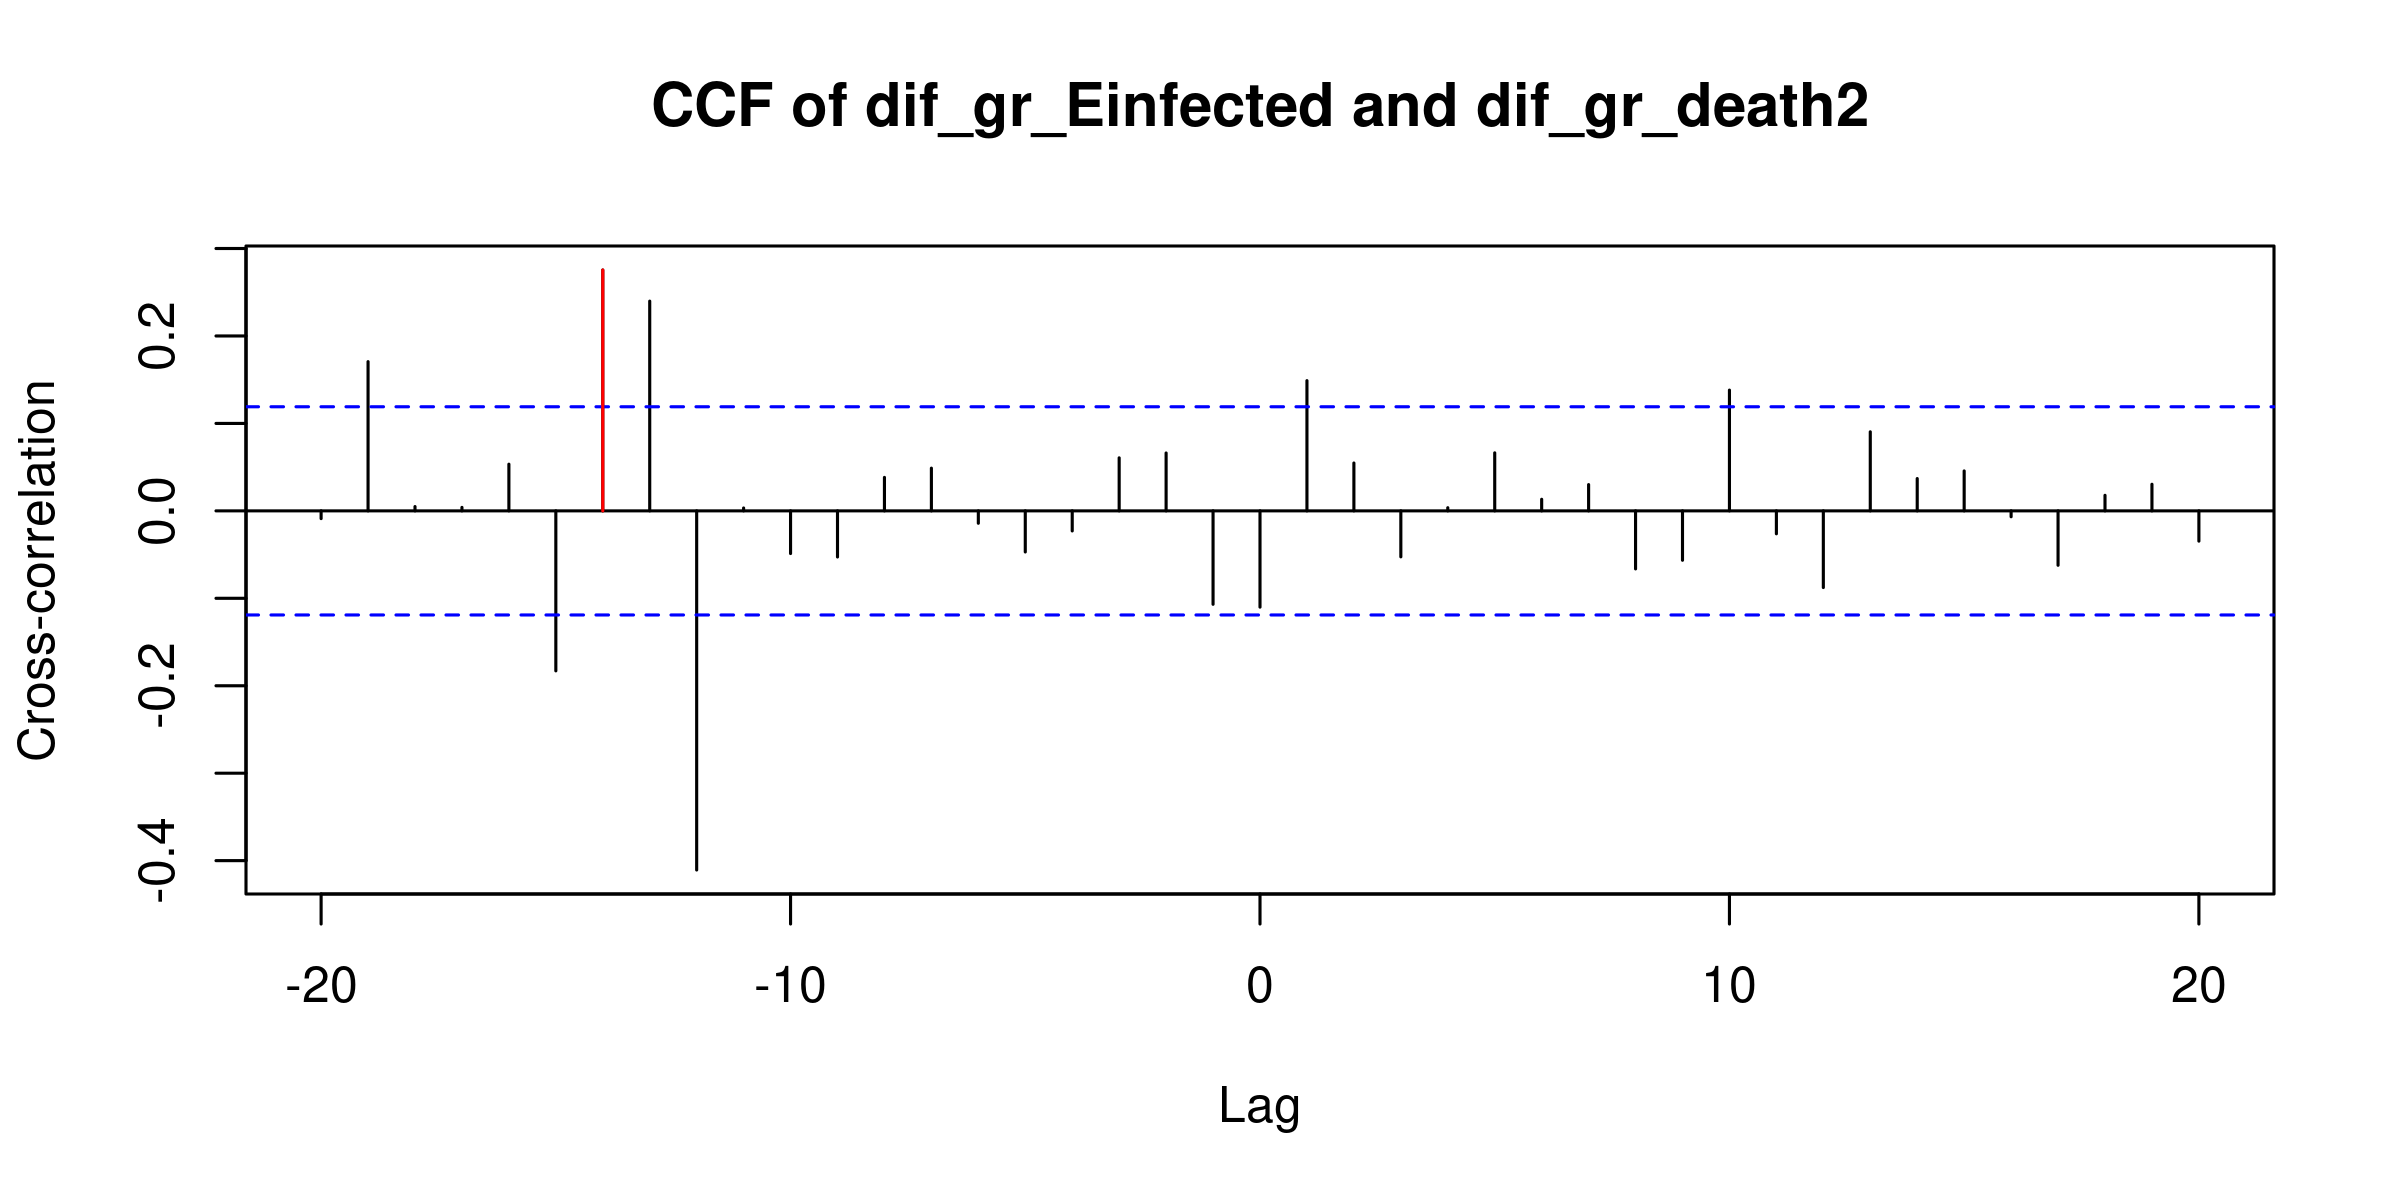 CCF of dif_gr_Einfected and dif_gr_death2
Cross-correlation
0.2
0.0
-0.2
-0.4
-20 -10 0 10 20
Lag